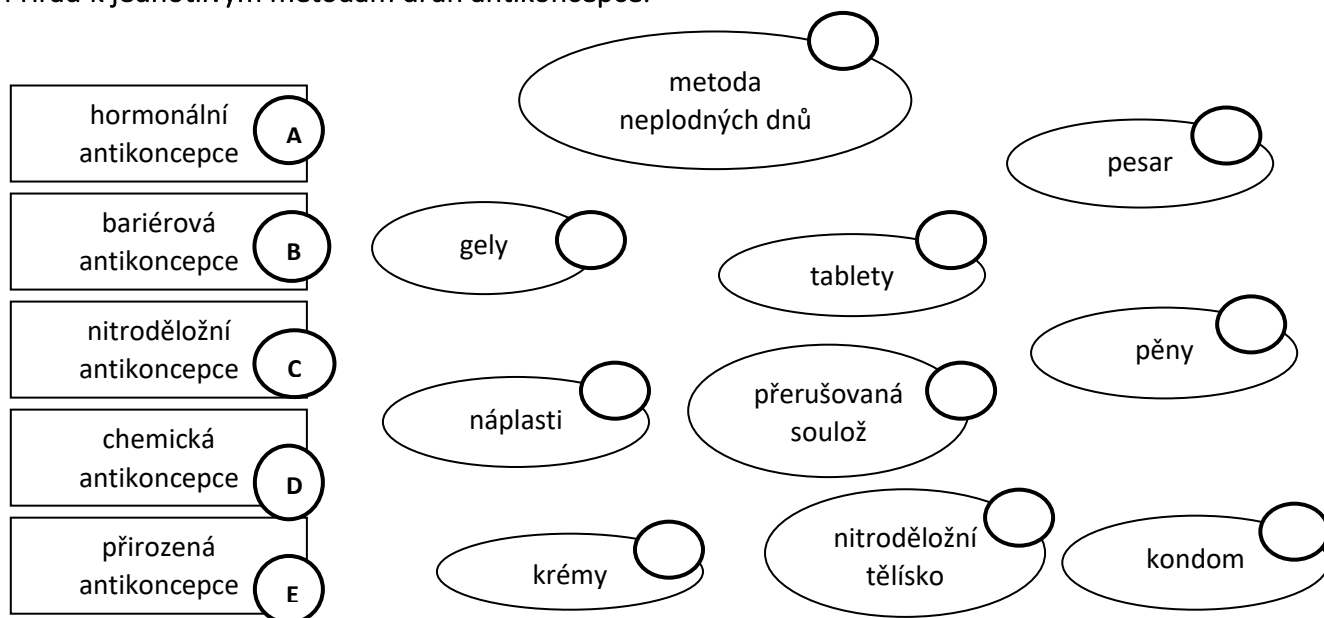 Přiřaď k jednotlivým metodám druh antikoncepce.
hormonální
antikoncepce
A
bariérová
antikoncepce
B
nitroděložní
antikoncepce
C
chemická
antikoncepce
D
přirozená
antikoncepce
E
metoda
neplodných dnů
pesar
gely
tablety
pěny
náplasti
přerušovaná
soulož
krémy
nitroděložní
tělísko
kondom